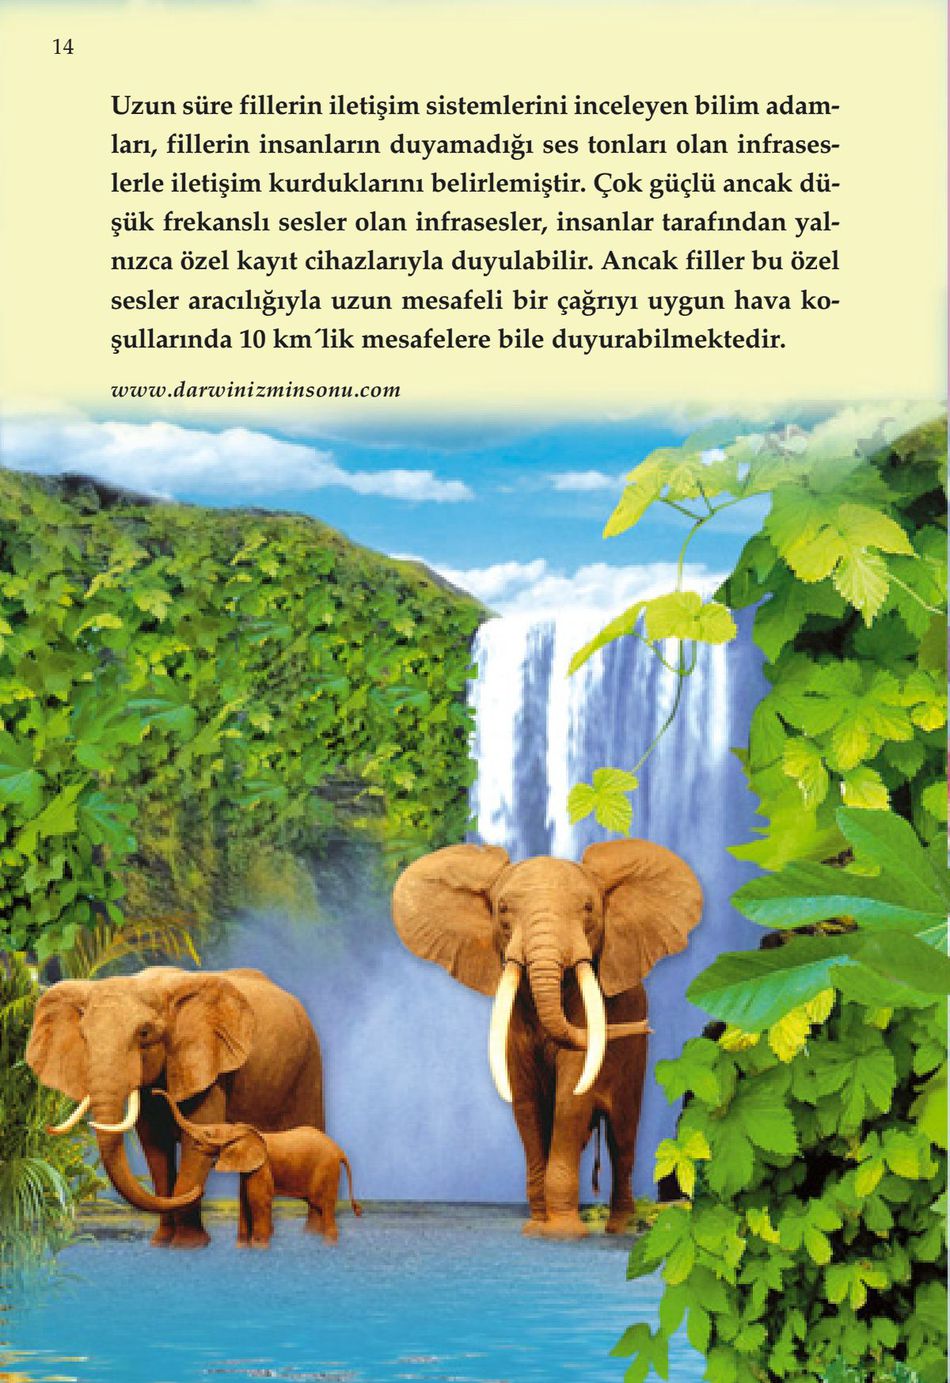 14
Uzun süre fillerin iletişim sistemlerini inceleyen bilim adam-
ları, fillerin insanların duyamadığı ses tonları olan infrases-
lerle iletişim kurduklarını belirlemiştir. Çok güçlü ancak dü-
şük frekanslı sesler olan infrasesler, insanlar tarafından yal-
nızca özel kayıt cihazlarıyla duyulabilir. Ancak filler bu özel
sesler aracılığıyla uzun mesafeli bir çağrıyı uygun hava ko-
şullarında 10 km´lik mesafelere bile duyurabilmektedir.
www.darwinizminsonu.com